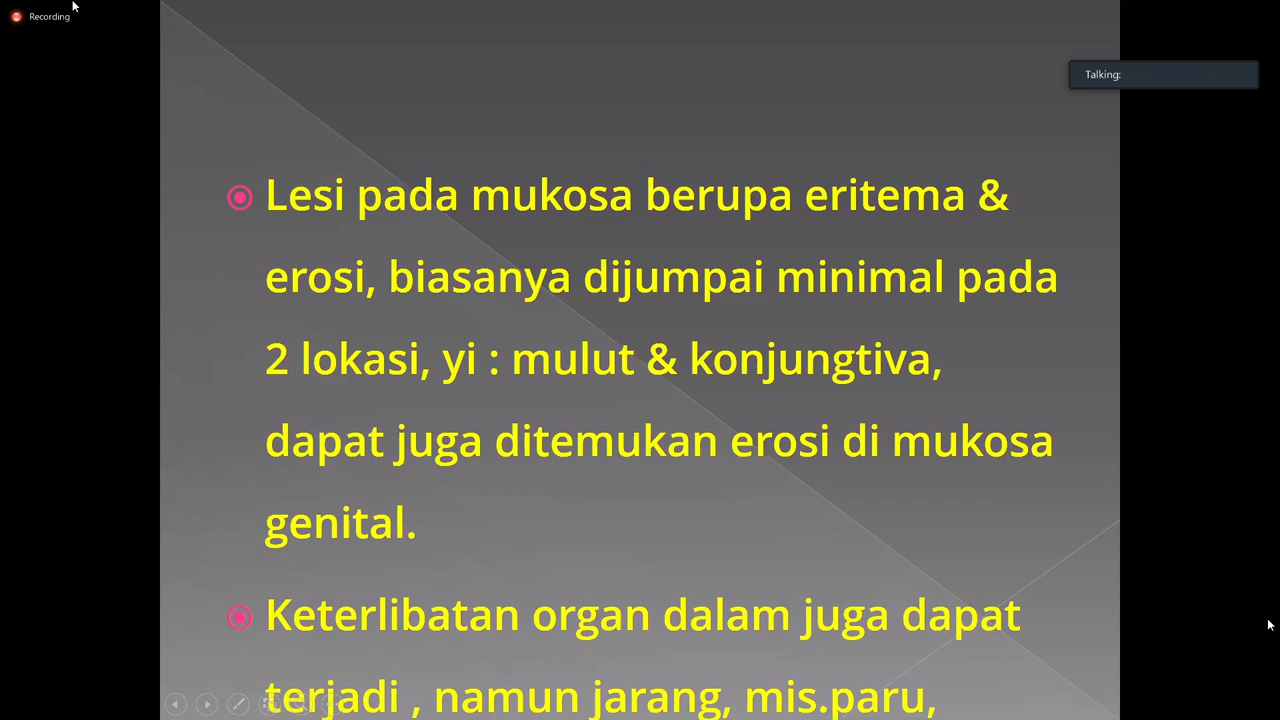 Recording
Talking:
Lesi pada mukosa berupa eritema &
erosi, biasanya dijumpai minimal pada
2 lokasi, yi : mulut & konjungtiva,
dapat juga ditemukan erosi di mukosa
genital.
Keterlibatan organ dalam juga dapat
terjadi , namun jarang, mis.paru,